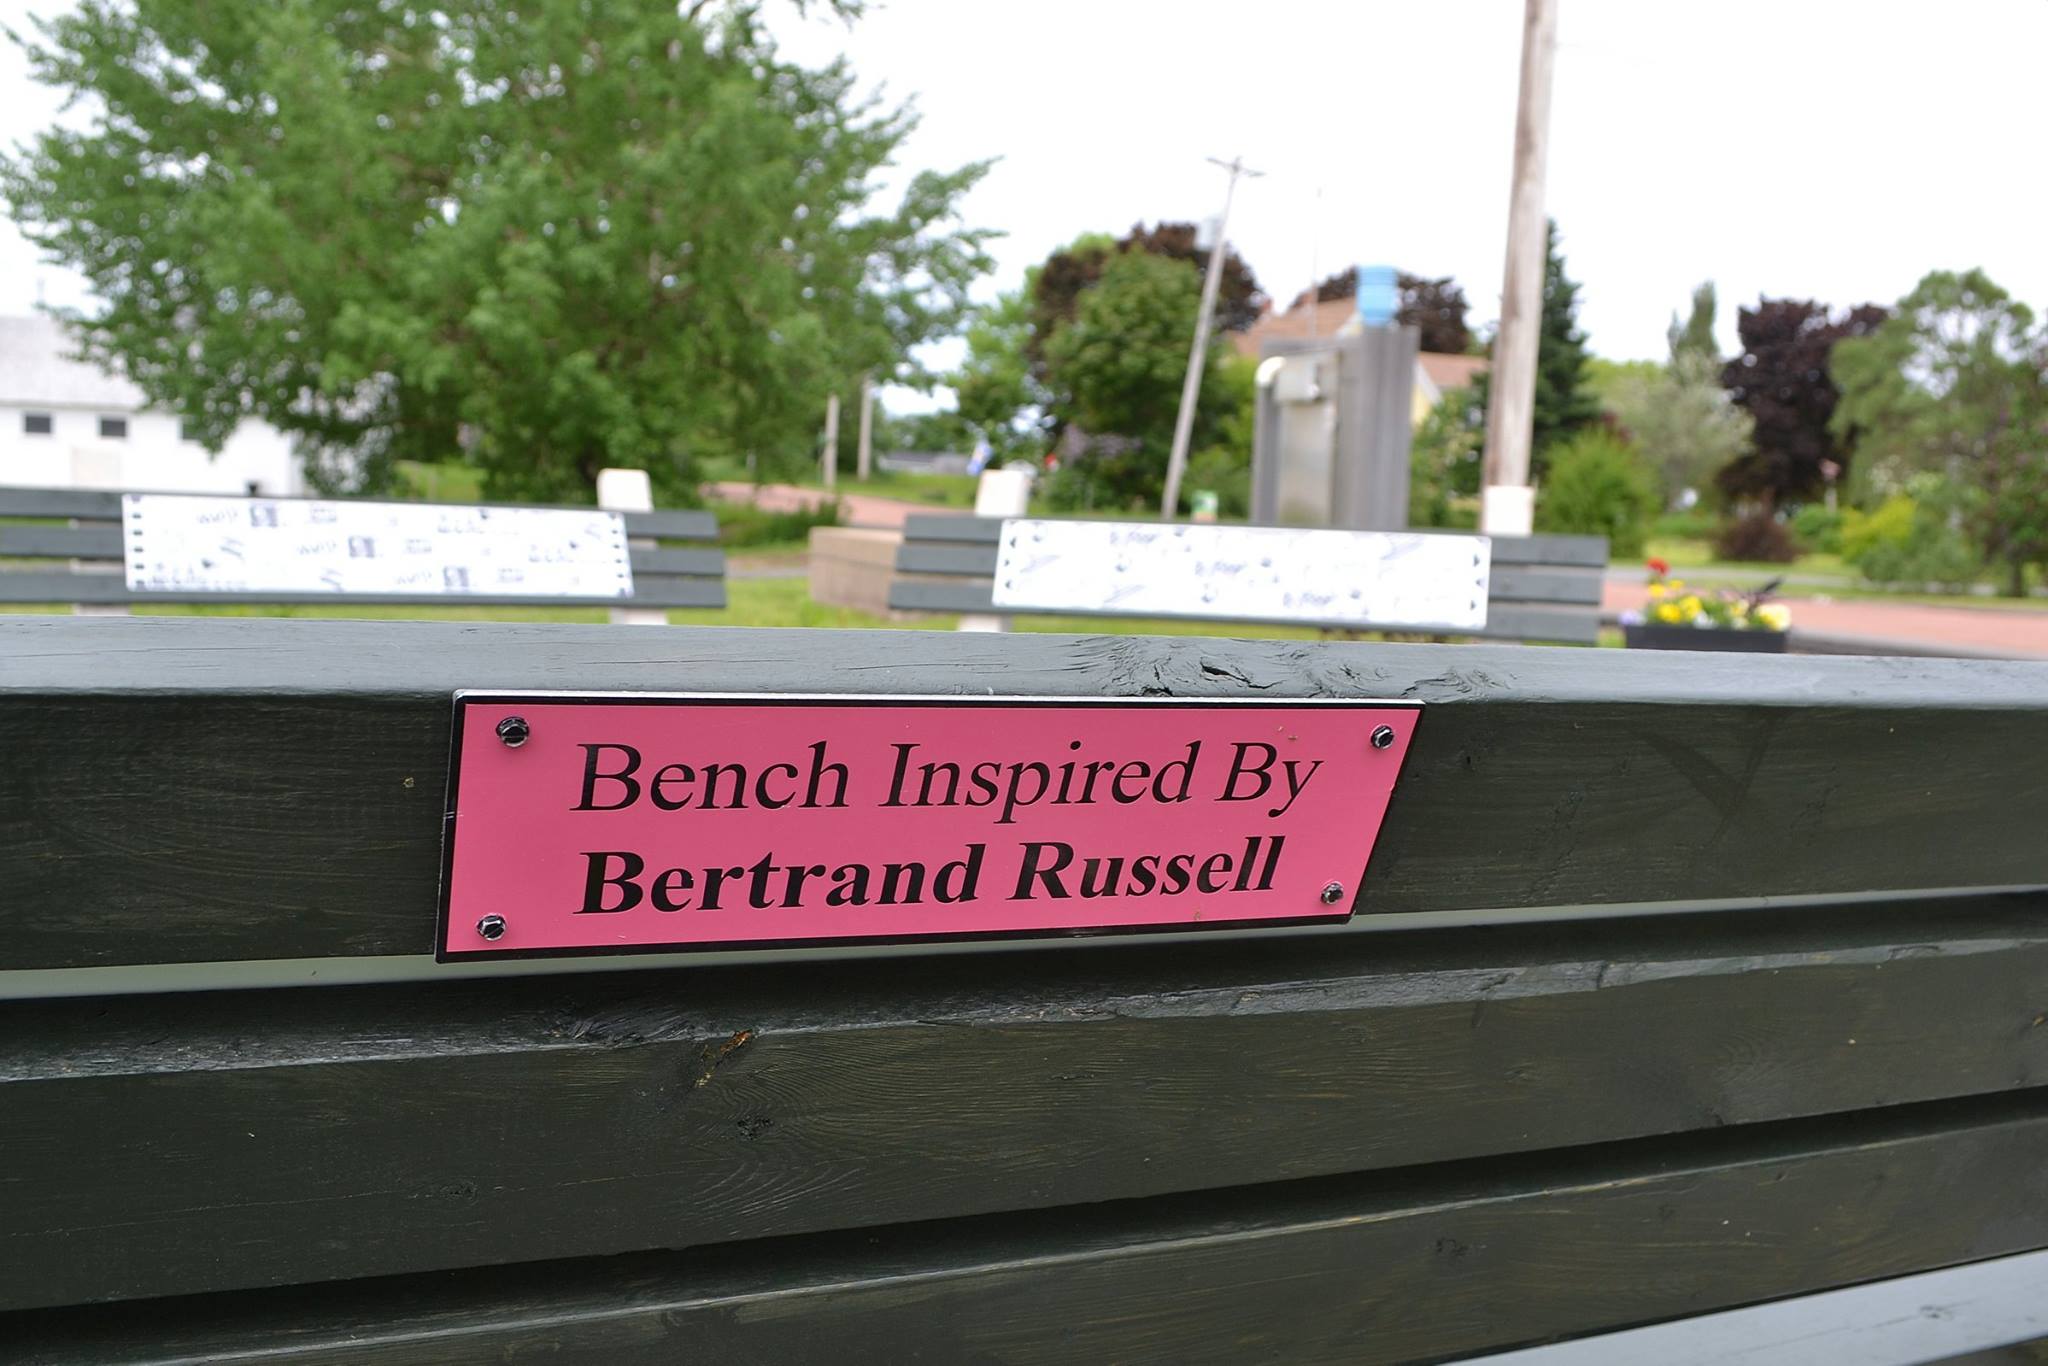 Bench Inspired By
Bertrand Russell